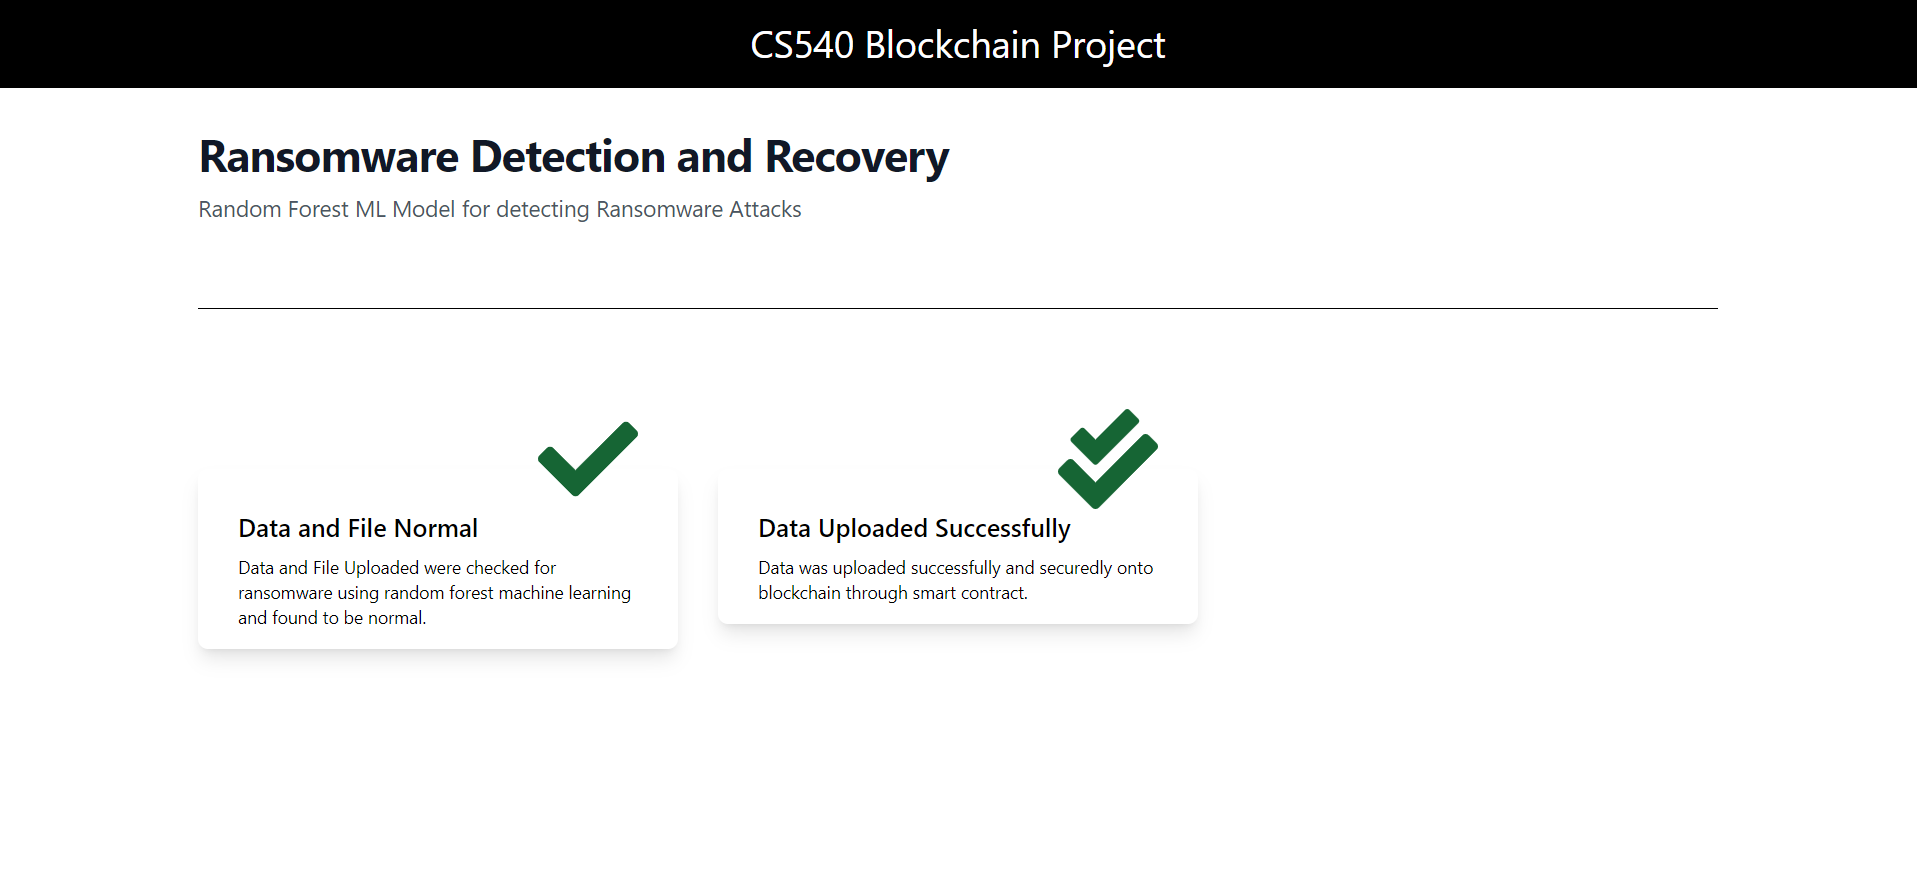 CS540 Blockchain Project
Ransomware Detection and Recovery
Random Forest ML Model for detecting Ransomware Attacks
Data and File Normal
Data and File Uploaded were checked for
ransomware using random forest machine learning
and found to be normal.
Data Uploaded Successfully
Data was uploaded successfully and securedly onto
blockchain through smart contract.